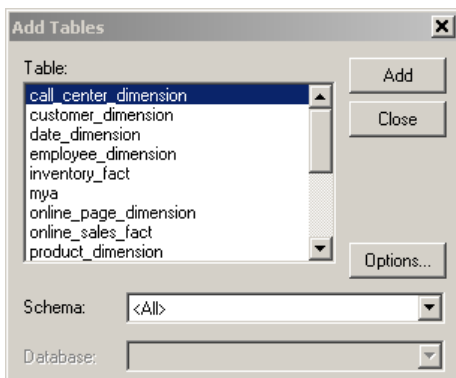 Add Tables
Table:
call_center_dimension
customer_dimension
date_dimension
employee_dimension
inventory_fact
mya
online_page_dimension
online_sales_fact
product_dimension
Add
Close
Options...
Schema:
<All>
Database: